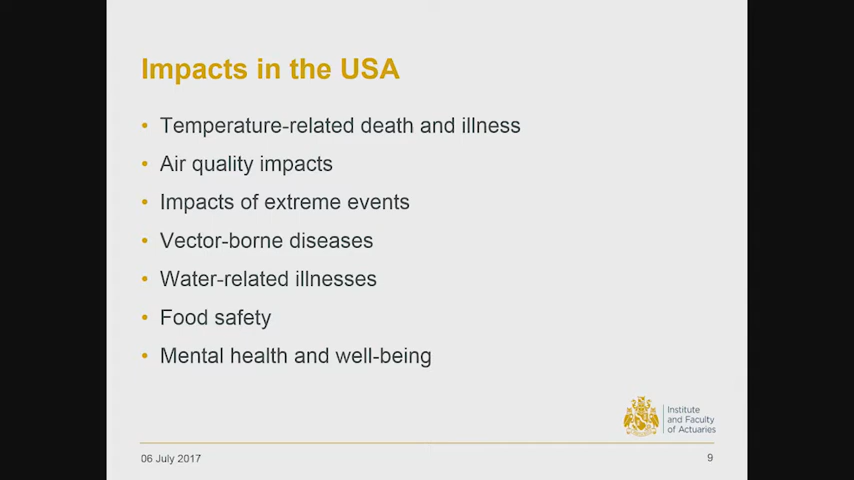 Impacts in the USA
• Temperature-related death and illness
• Air quality impacts
• Impacts of extreme events
• Vector-borne diseases
• Water-related illnesses
• Food safety
• Mental health and well-being
Institute
and Faculty
of Actuaries
06 July 2017
9